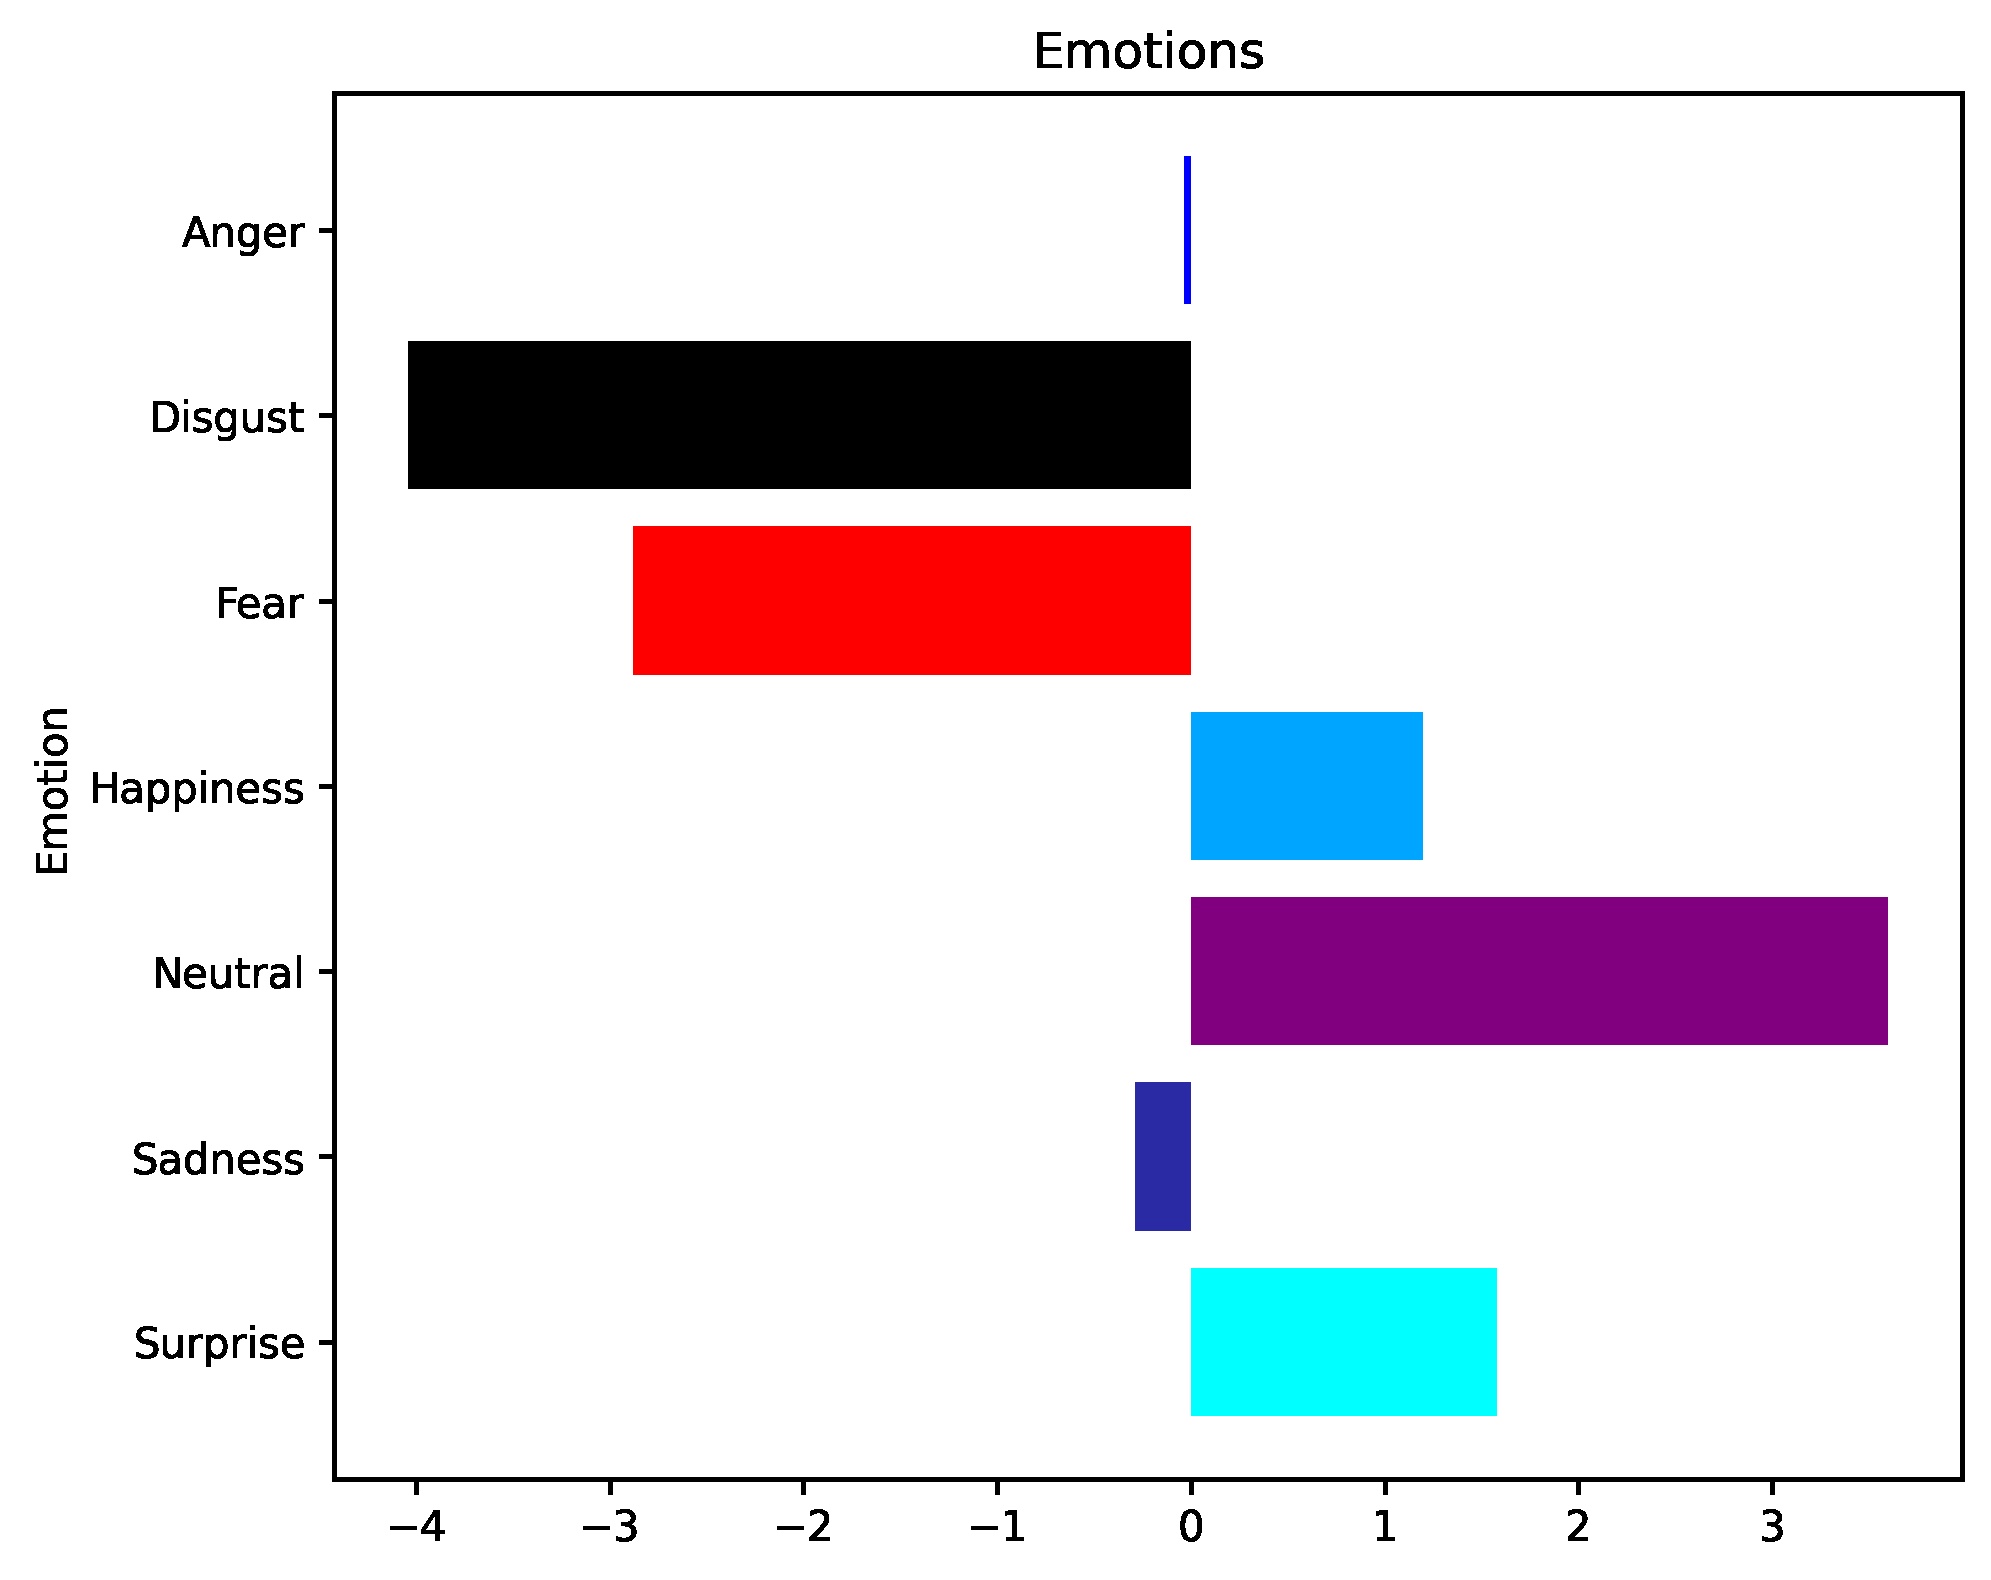 Emotions
Anger
Disgust
Fear
Happiness
Neutral
Sadness
Surprise
Emotion
−4 −3 −2 −1 0 1 2 3